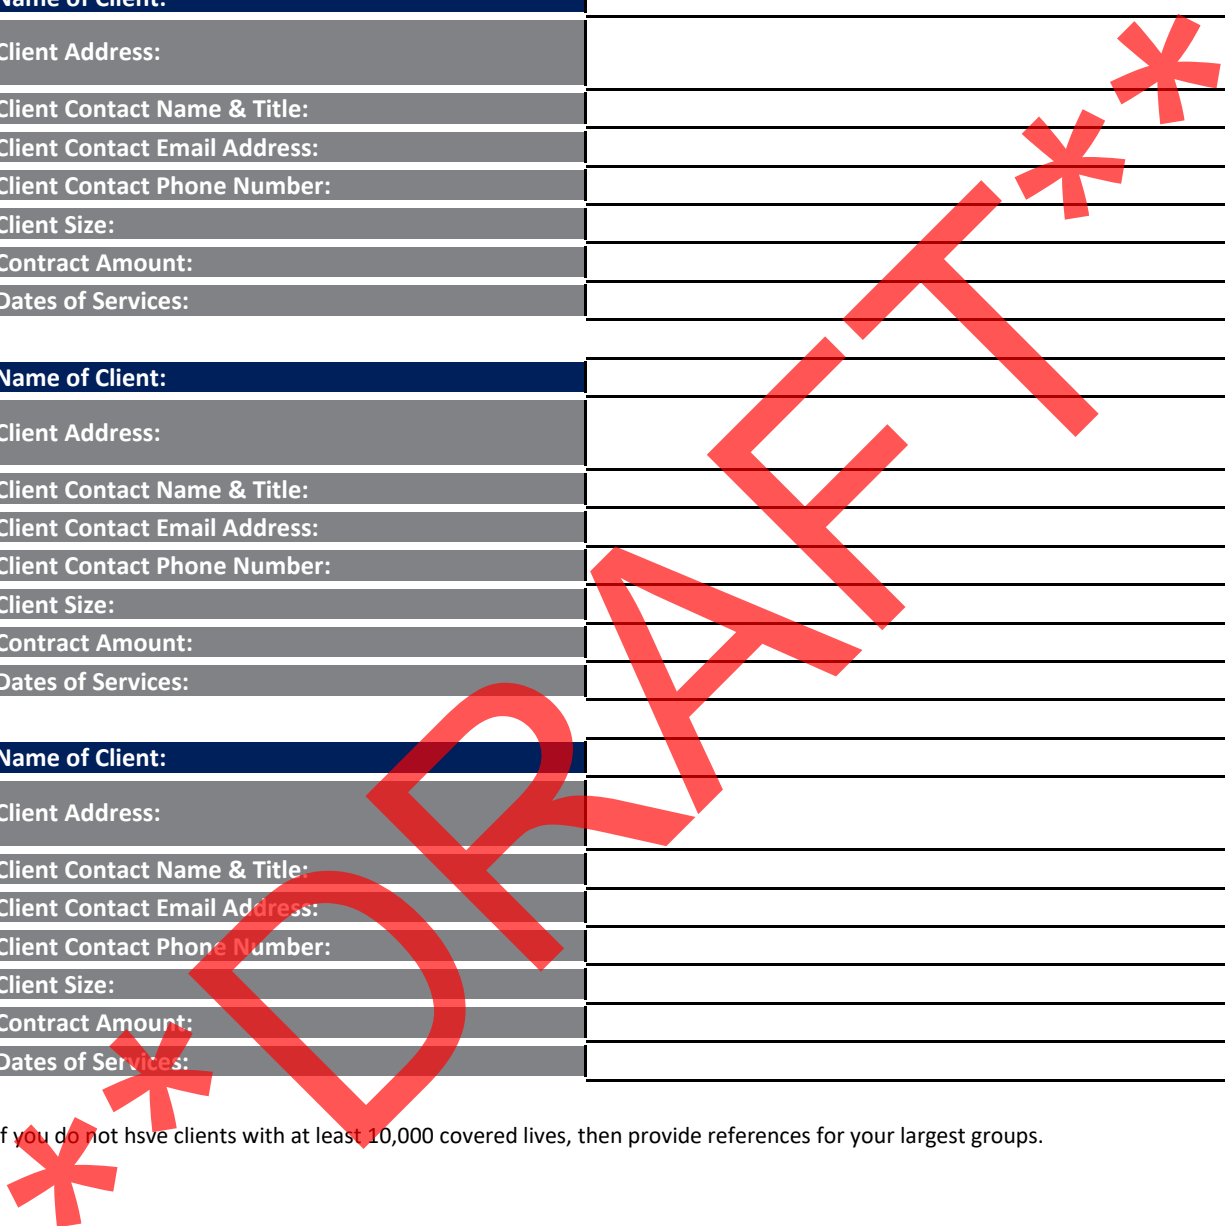 Name of Client:
Client Address:
Client Contact Name & Title:
Client Contact Email Address:
Client Contact Phone Number:
Client Size:
Contract Amount:
Dates of Services:
Name of Client:
Client Address:
Client Contact Name & Title:
Client Contact Email Address:
Client Contact Phone Number:
Client Size:
Contract Amount:
Dates of Services:
Name of Client:
Client Address:
Client Contact Name & Title:
Client Contact Email Address:
Client Contact Phone Number:
Client Size:
Contract Amount:
Dates of Services:
If you do not hsve clients with at least 10,000 covered lives, then provide references for your largest groups.
**DRAFT**